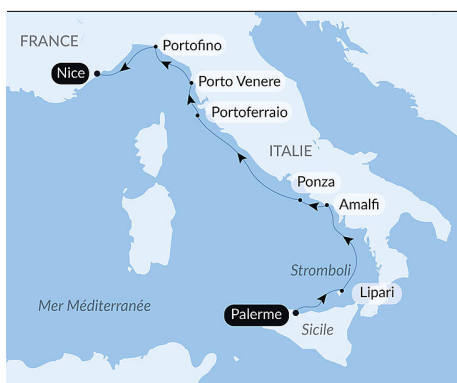 FRANCE
Portofino
Nice
Porto Venere
Portoferraio
ITALIE
Ponza
Amalfi
Stromboli
Lipari
Mer Méditerranée
Palerme
Sicile